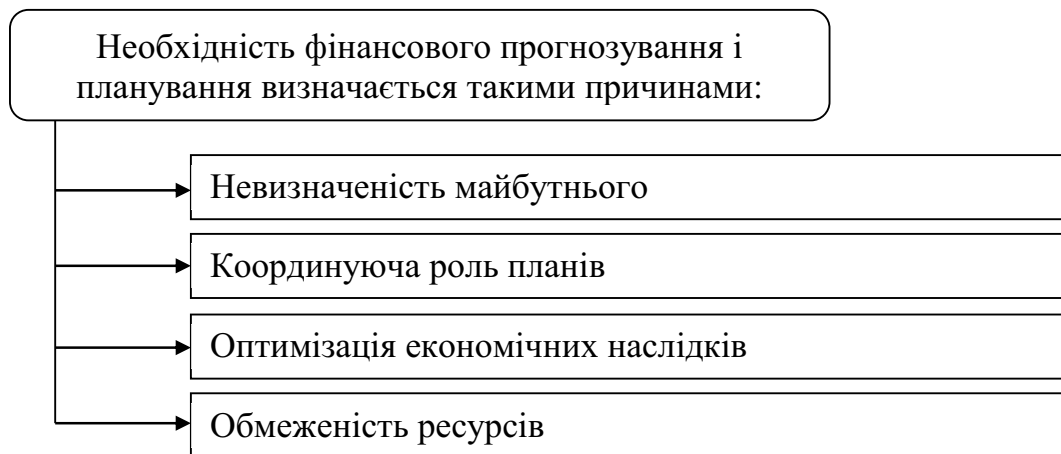 Необхідність фінансового прогнозування і
планування визначається такими причинами:
Невизначеність майбутнього
Координуюча роль планів
Оптимізація економічних наслідків
Обмеженість ресурсів